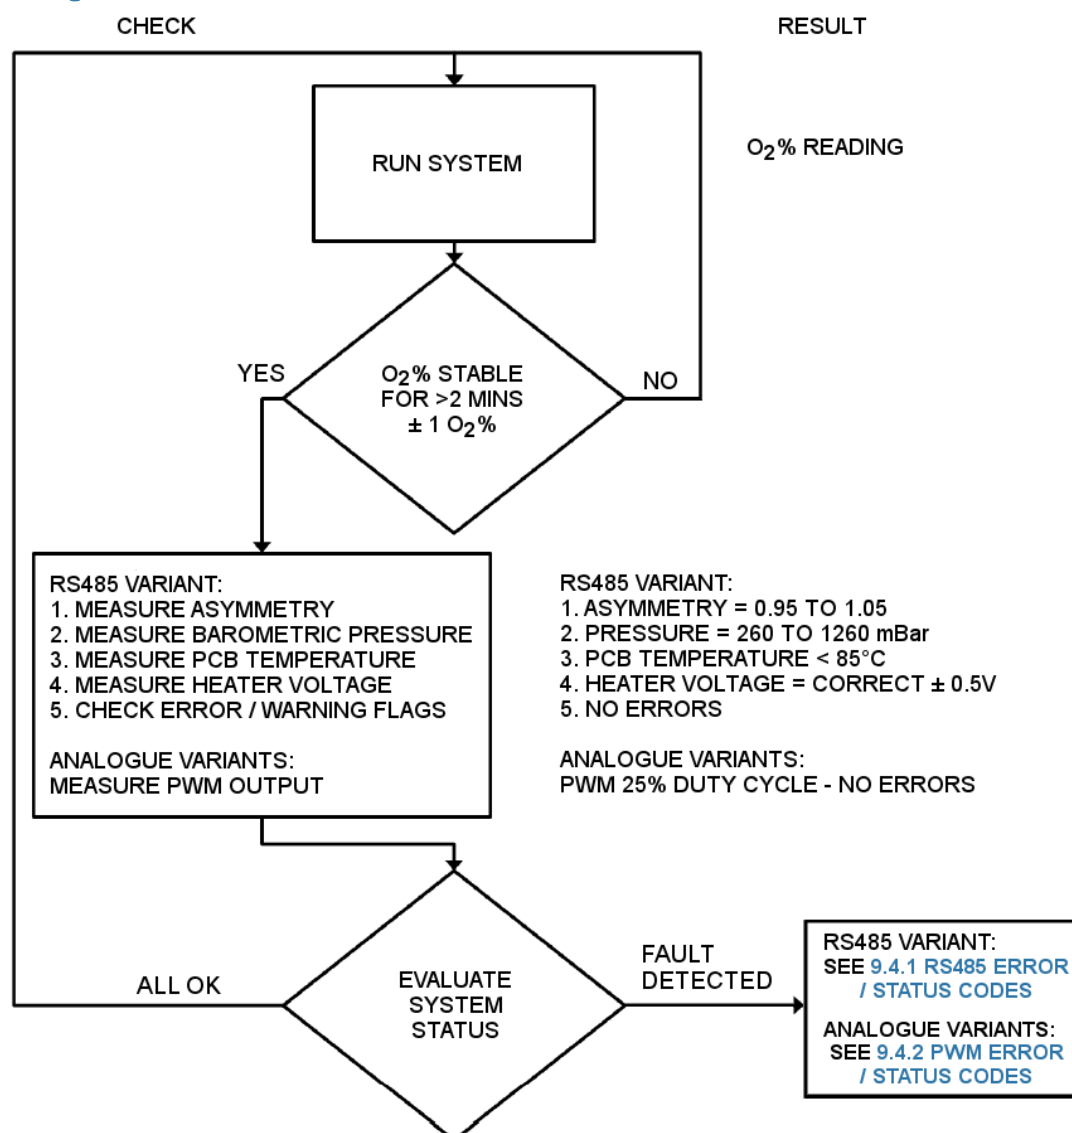 CHECK
RESULT
RUN SYSTEM
O2% READING
YES
O2% STABLE
FOR >2 MINS
± 1 O2%
NO
RS485 VARIANT:
1. MEASURE ASYMMETRY
2. MEASURE BAROMETRIC PRESSURE
3. MEASURE PCB TEMPERATURE
4. MEASURE HEATER VOLTAGE
5. CHECK ERROR / WARNING FLAGS
ANALOGUE VARIANTS:
MEASURE PWM OUTPUT
RS485 VARIANT:
1. ASYMMETRY = 0.95 TO 1.05
2. PRESSURE = 260 TO 1260 mBar
3. PCB TEMPERATURE < 85°C
4. HEATER VOLTAGE = CORRECT ± 0.5V
5. NO ERRORS
ANALOGUE VARIANTS:
PWM 25% DUTY CYCLE - NO ERRORS
ALL OK
EVALUATE
SYSTEM
STATUS
FAULT
DETECTED
RS485 VARIANT:
SEE 9.4.1 RS485 ERROR
/ STATUS CODES
ANALOGUE VARIANTS:
SEE 9.4.2 PWM ERROR
/ STATUS CODES